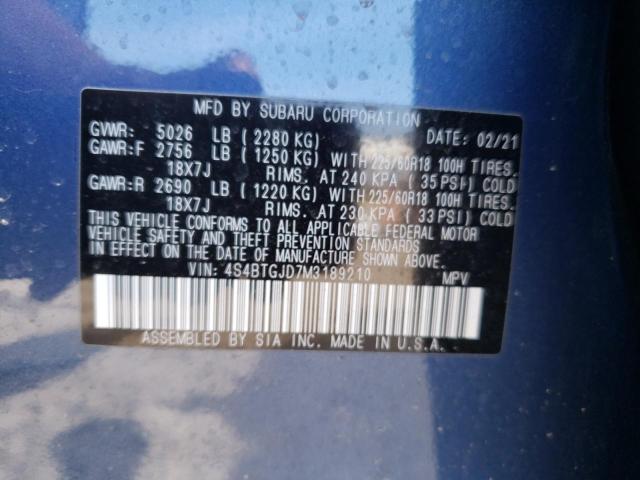 MFD BY SUBARU CORPORATION
GVWR: 5026 LB (2280 KG) DATE: 02/21
GAWR:F 2756 LB (1250 KG) WITH 225/60R18 100H TIRES.
18X7J RIMS. AT 240 KPA (35 PSI) COLD
GAWR:R 2690 LB (1220 KG) WITH 225/60R18 100H TIRES.
18X7J RIMS. AT 230 KPA (33 PSI) COLD
THIS VEHICLE CONFORMS TO ALL APPLICABLE FEDERAL MOTOR
VEHICLE SAFETY AND THEFT PREVENTION STANDARDS IN EFFECT
ON THE DATE OF MANUFACTURE SHOWN ABOVE.
VIN: 4S4BTGJD7M3189210 MPV
ASSEMBLED BY SIA INC. MADE IN U.S.A.